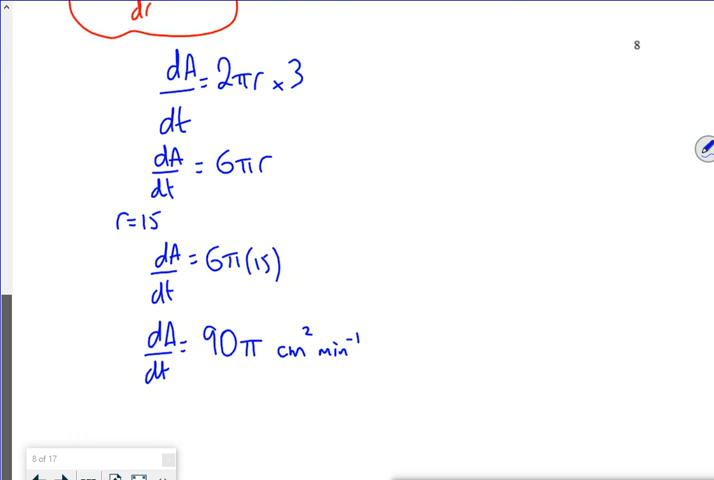 dr
8
dA/dt = 2πr × 3
dA/dt = 6πr
r=15
dA/dt = 6π(15)
dA/dt = 90π cm² min⁻¹
8 of 17